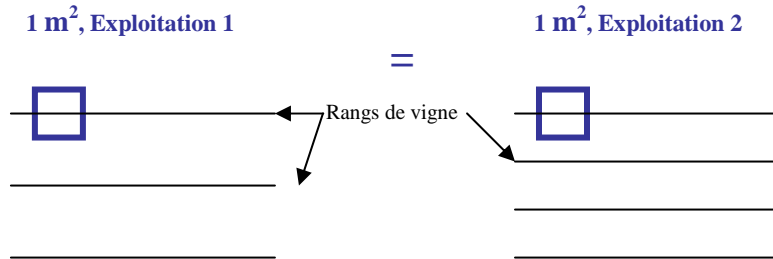 1 m², Exploitation 1
1 m², Exploitation 2
=
Rangs de vigne